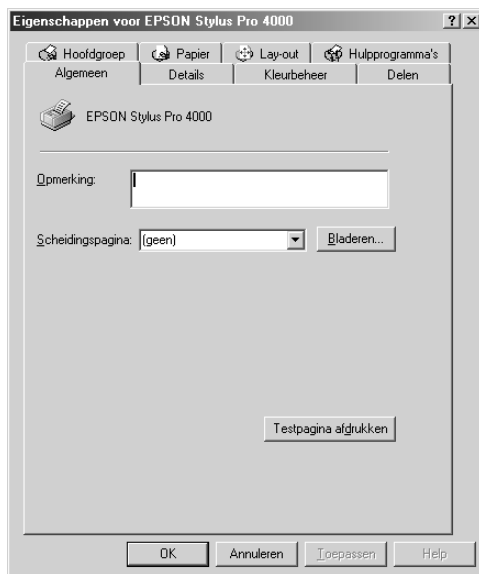 Eigenschappen voor EPSON Stylus Pro 4000
Hoofdgroep Papier Lay-out Hulpprogramma's
Algemeen Details Kleurbeheer Delen
EPSON Stylus Pro 4000
Opmerking:
Scheidingspagina: (geen) Bladeren...
Testpagina afdrukken
OK Annuleren Toepassen Help